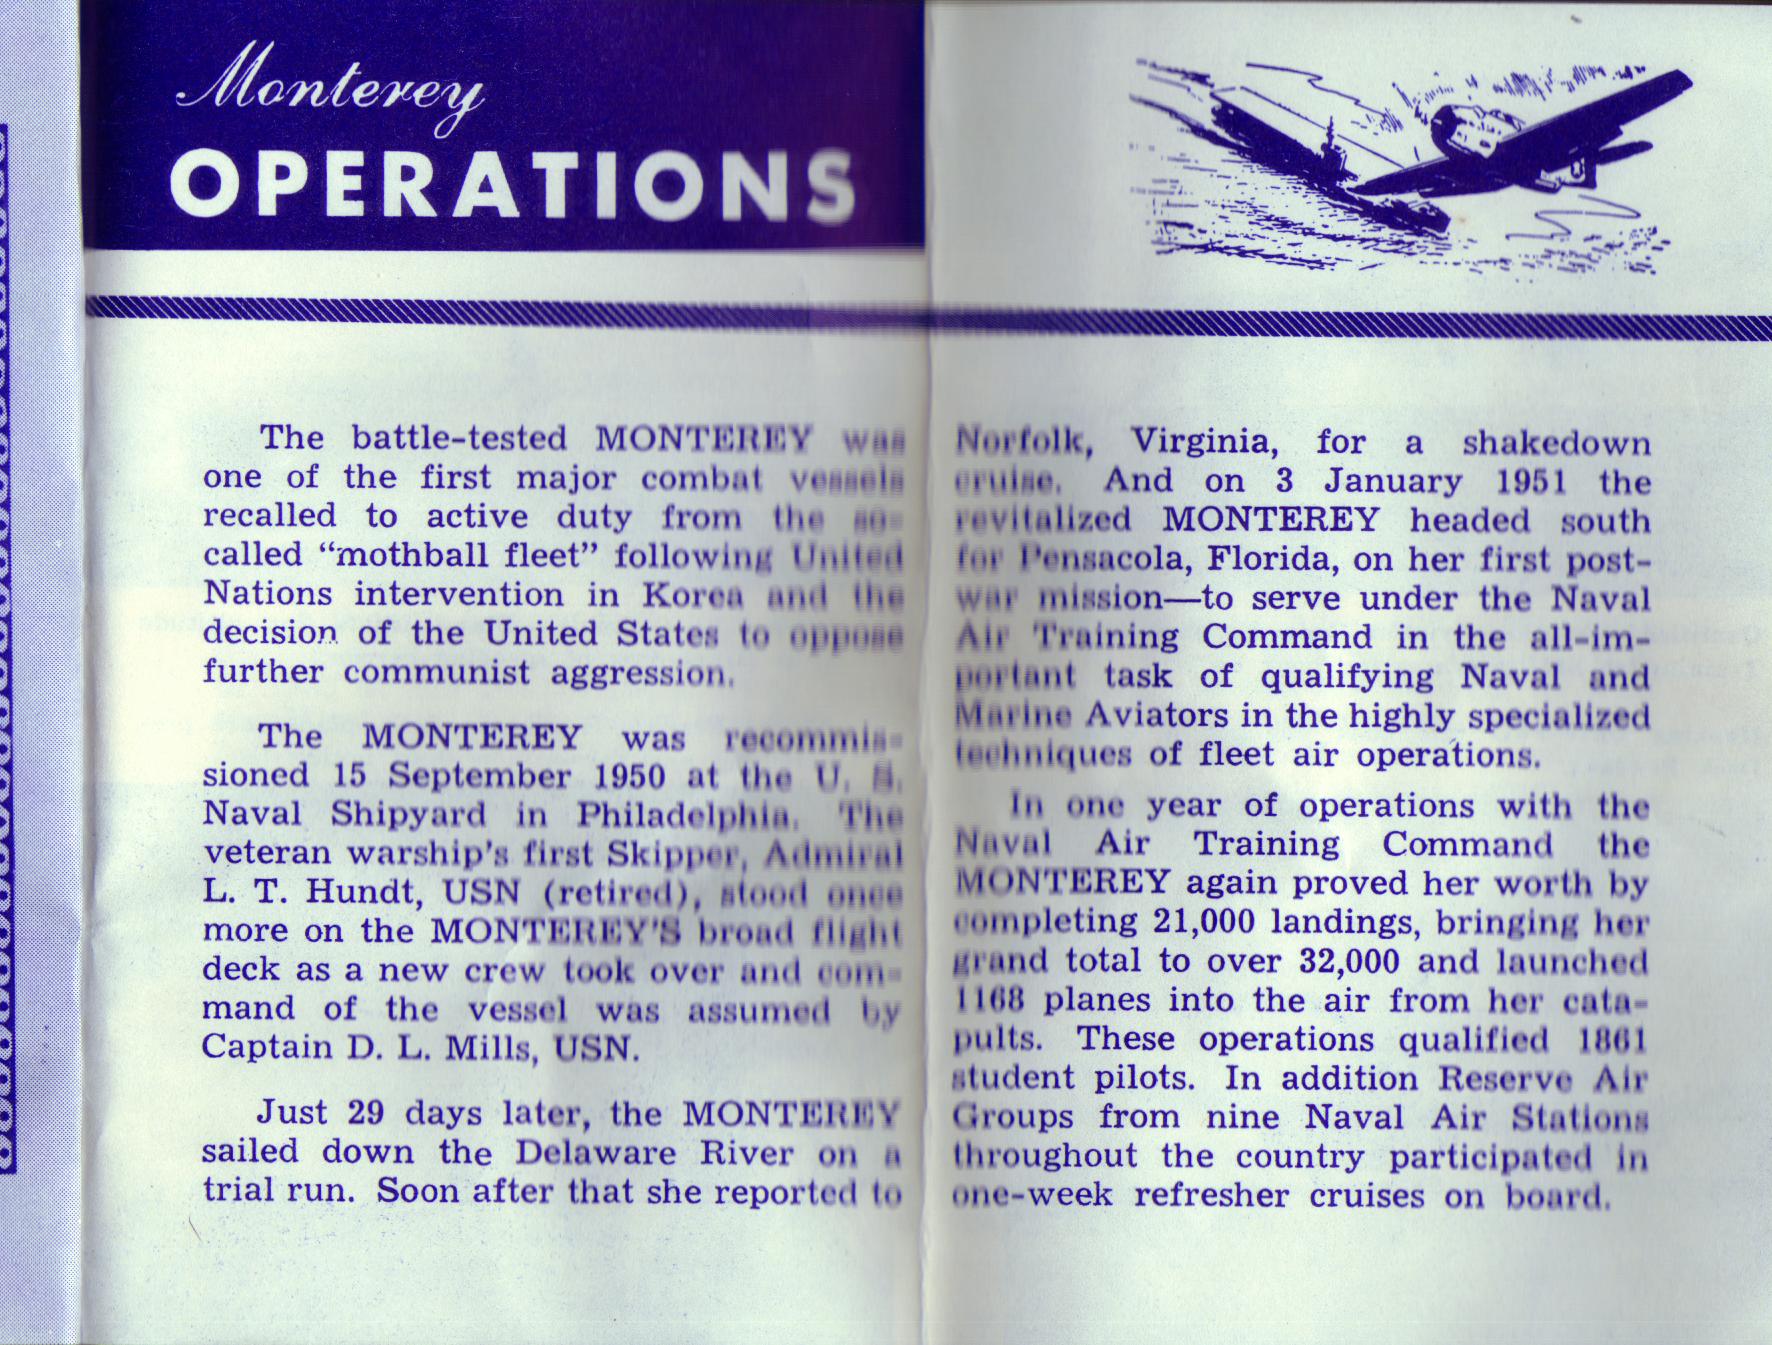 Monterey
OPERATIONS
The battle-tested MONTEREY was
one of the first major combat vessels
recalled to active duty from the so-
called "mothball fleet" following United
Nations intervention in Korea and the
decision of the United States to oppose
further communist aggression.
The MONTEREY was recommis-
sioned 15 September 1950 at the U. S.
Naval Shipyard in Philadelphia. The
veteran warship's first Skipper, Admiral
L. T. Hundt, USN (retired), stood once
more on the MONTEREY'S broad flight
deck as a new crew took over and com-
mand of the vessel was assumed by
Captain D. L. Mills, USN.
Just 29 days later, the MONTEREY
sailed down the Delaware River on a
trial run. Soon after that she reported to
Norfolk, Virginia, for a shakedown
cruise. And on 3 January 1951 the
revitalized MONTEREY headed south
for Pensacola, Florida, on her first post-
war mission—to serve under the Naval
Air Training Command in the all-im-
portant task of qualifying Naval and
Marine Aviators in the highly specialized
techniques of fleet air operations.
In one year of operations with the
Naval Air Training Command the
MONTEREY again proved her worth by
completing 21,000 landings, bringing her
grand total to over 32,000 and launched
1168 planes into the air from her cata-
pults. These operations qualified 1861
student pilots. In addition Reserve Air
Groups from nine Naval Air Stations
throughout the country participated in
one-week refresher cruises on board.